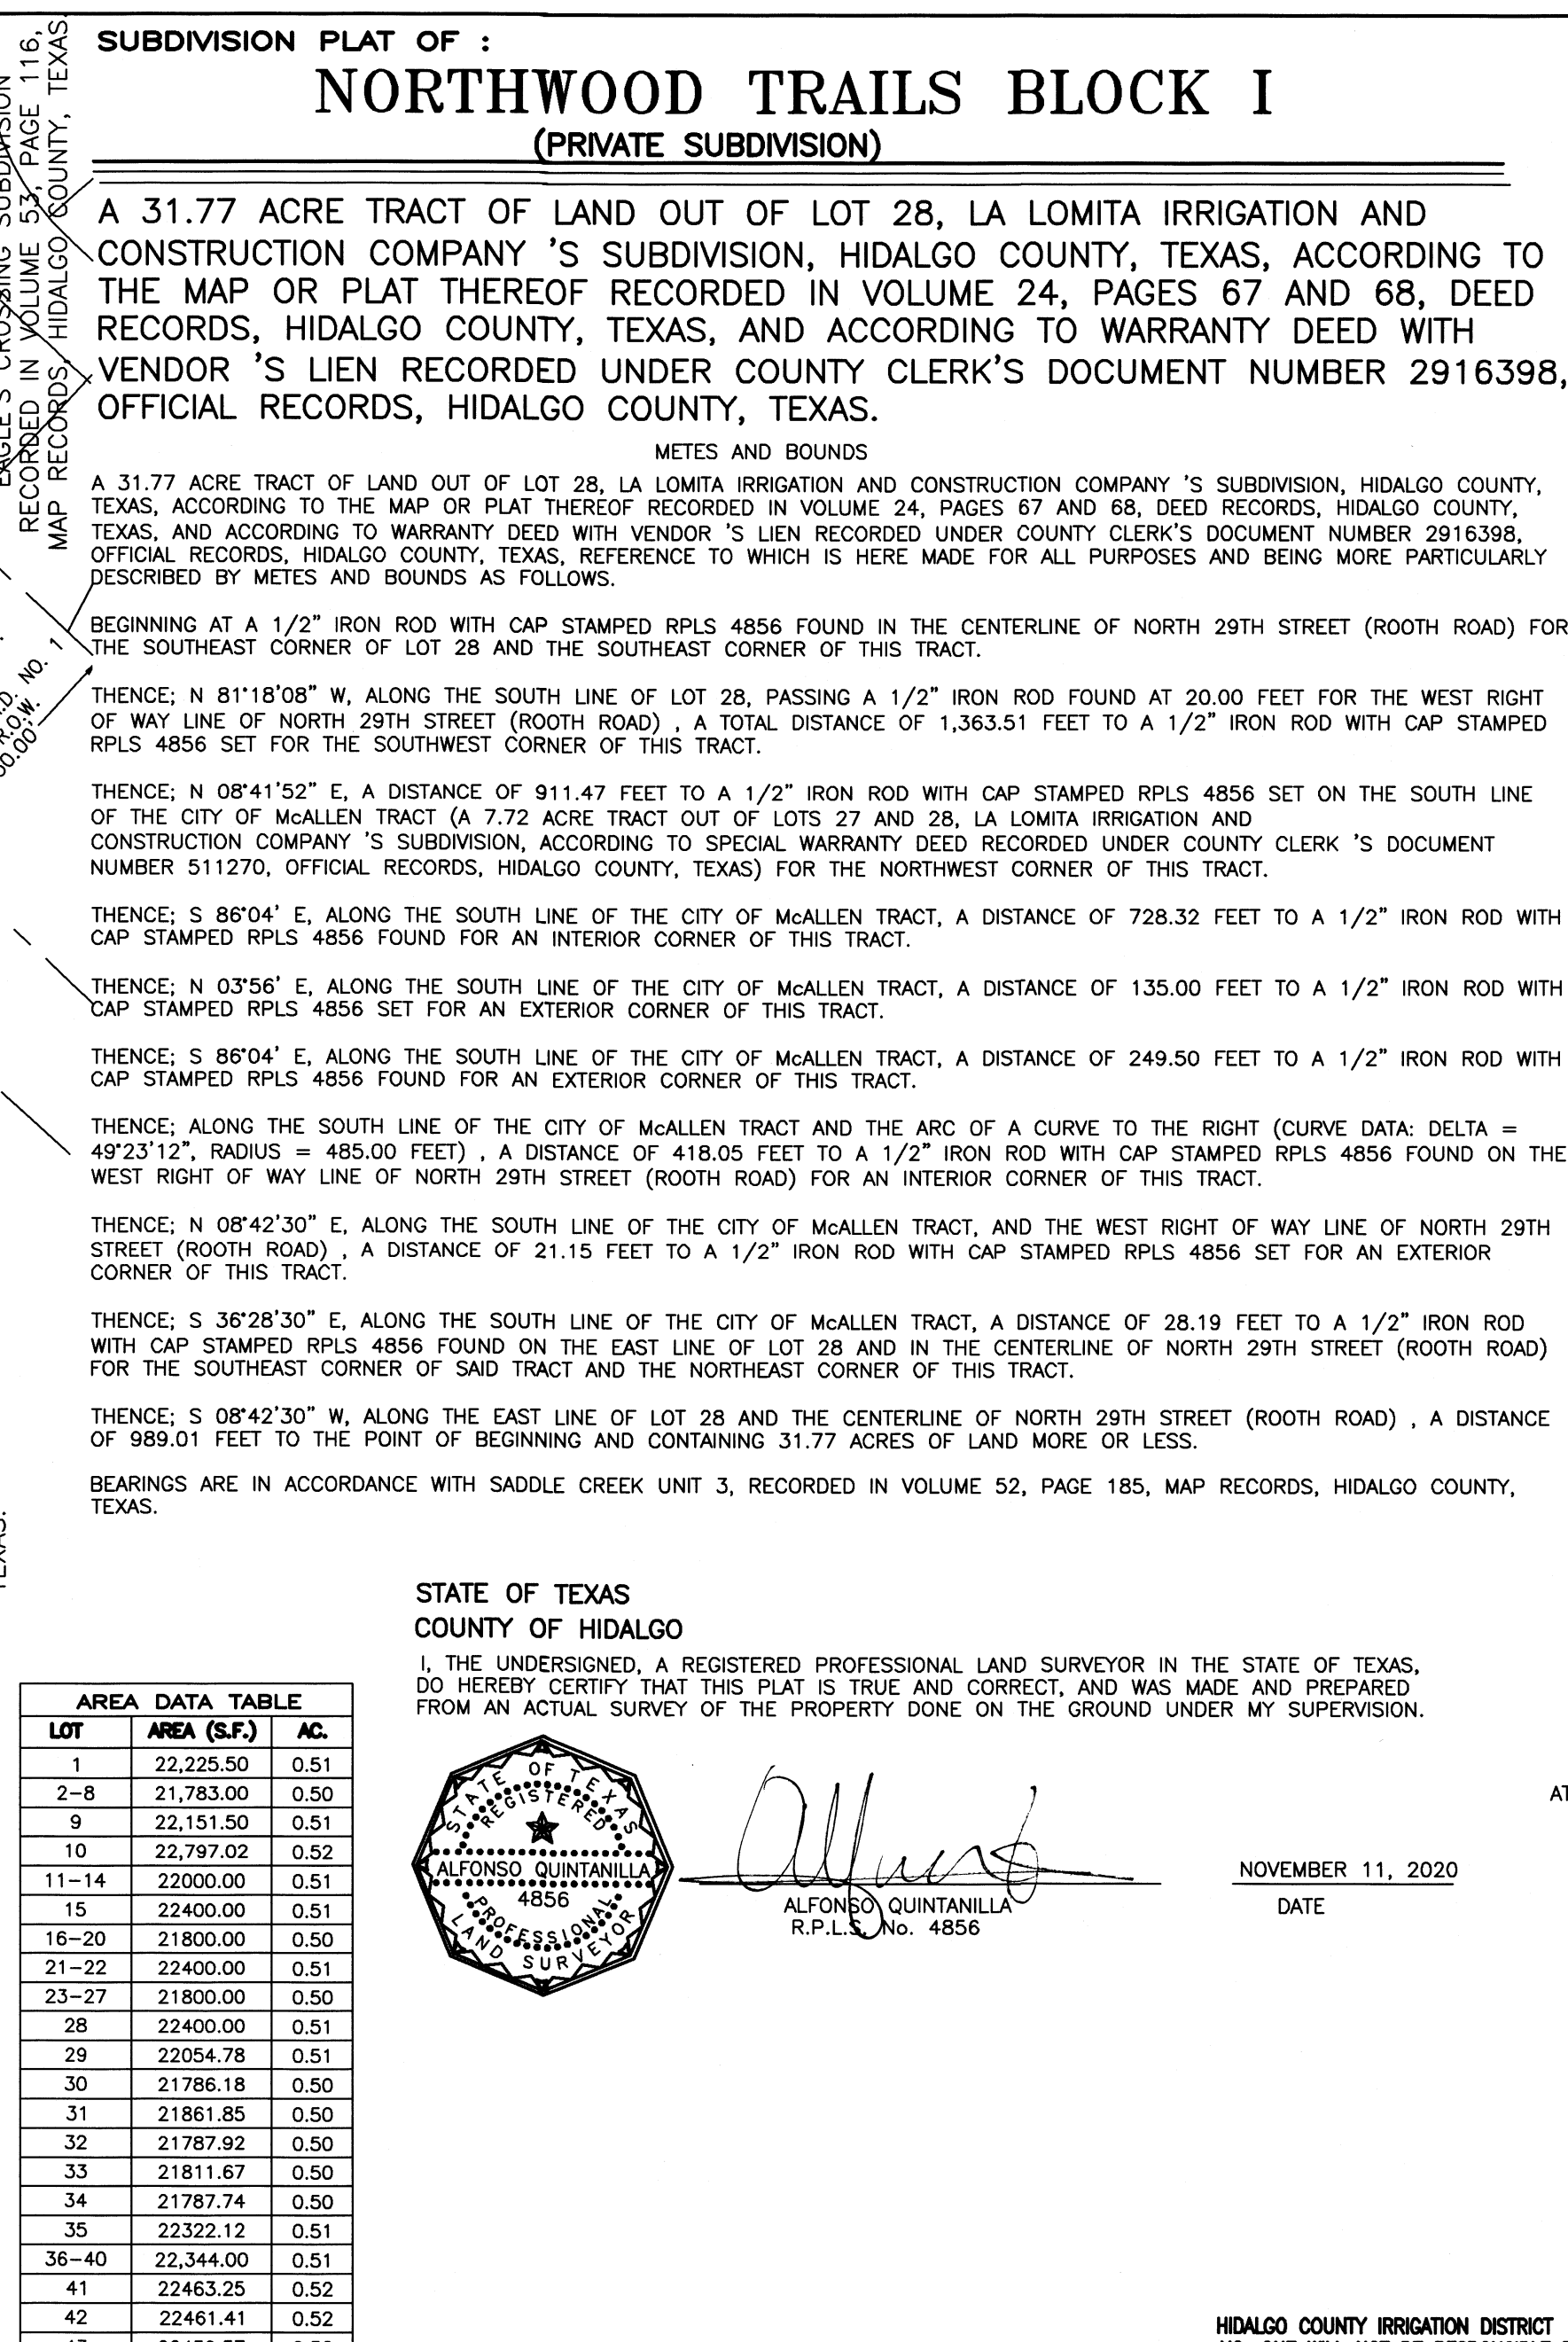 SUBDIVISION PLAT OF :
NORTHWOOD TRAILS BLOCK I
(PRIVATE SUBDIVISION)
A 31.77 ACRE TRACT OF LAND OUT OF LOT 28, LA LOMITA IRRIGATION AND
CONSTRUCTION COMPANY 'S SUBDIVISION, HIDALGO COUNTY, TEXAS, ACCORDING TO
THE MAP OR PLAT THEREOF RECORDED IN VOLUME 24, PAGES 67 AND 68, DEED
RECORDS, HIDALGO COUNTY, TEXAS, AND ACCORDING TO WARRANTY DEED WITH
VENDOR 'S LIEN RECORDED UNDER COUNTY CLERK'S DOCUMENT NUMBER 2916398,
OFFICIAL RECORDS, HIDALGO COUNTY, TEXAS.
EAGLE'S CROSSING SUBDIVISION
RECORDED IN VOLUME 53, PAGE 116,
MAP RECORDS, HIDALGO COUNTY, TEXAS
METES AND BOUNDS
A 31.77 ACRE TRACT OF LAND OUT OF LOT 28, LA LOMITA IRRIGATION AND CONSTRUCTION COMPANY 'S SUBDIVISION, HIDALGO COUNTY,
TEXAS, ACCORDING TO THE MAP OR PLAT THEREOF RECORDED IN VOLUME 24, PAGES 67 AND 68, DEED RECORDS, HIDALGO COUNTY,
TEXAS, AND ACCORDING TO WARRANTY DEED WITH VENDOR 'S LIEN RECORDED UNDER COUNTY CLERK'S DOCUMENT NUMBER 2916398,
OFFICIAL RECORDS, HIDALGO COUNTY, TEXAS, REFERENCE TO WHICH IS HERE MADE FOR ALL PURPOSES AND BEING MORE PARTICULARLY
DESCRIBED BY METES AND BOUNDS AS FOLLOWS.
BEGINNING AT A 1/2" IRON ROD WITH CAP STAMPED RPLS 4856 FOUND IN THE CENTERLINE OF NORTH 29TH STREET (ROOTH ROAD) FOR
THE SOUTHEAST CORNER OF LOT 28 AND THE SOUTHEAST CORNER OF THIS TRACT.
NO. 1
R.O.W.
THENCE; N 81°18'08" W, ALONG THE SOUTH LINE OF LOT 28, PASSING A 1/2" IRON ROD FOUND AT 20.00 FEET FOR THE WEST RIGHT
OF WAY LINE OF NORTH 29TH STREET (ROOTH ROAD) , A TOTAL DISTANCE OF 1,363.51 FEET TO A 1/2" IRON ROD WITH CAP STAMPED
RPLS 4856 SET FOR THE SOUTHWEST CORNER OF THIS TRACT.
THENCE; N 08°41'52" E, A DISTANCE OF 911.47 FEET TO A 1/2" IRON ROD WITH CAP STAMPED RPLS 4856 SET ON THE SOUTH LINE
OF THE CITY OF McALLEN TRACT (A 7.72 ACRE TRACT OUT OF LOTS 27 AND 28, LA LOMITA IRRIGATION AND
CONSTRUCTION COMPANY 'S SUBDIVISION, ACCORDING TO SPECIAL WARRANTY DEED RECORDED UNDER COUNTY CLERK 'S DOCUMENT
NUMBER 511270, OFFICIAL RECORDS, HIDALGO COUNTY, TEXAS) FOR THE NORTHWEST CORNER OF THIS TRACT.
THENCE; S 86°04' E, ALONG THE SOUTH LINE OF THE CITY OF McALLEN TRACT, A DISTANCE OF 728.32 FEET TO A 1/2" IRON ROD WITH
CAP STAMPED RPLS 4856 FOUND FOR AN INTERIOR CORNER OF THIS TRACT.
THENCE; N 03°56' E, ALONG THE SOUTH LINE OF THE CITY OF McALLEN TRACT, A DISTANCE OF 135.00 FEET TO A 1/2" IRON ROD WITH
CAP STAMPED RPLS 4856 SET FOR AN EXTERIOR CORNER OF THIS TRACT.
THENCE; S 86°04' E, ALONG THE SOUTH LINE OF THE CITY OF McALLEN TRACT, A DISTANCE OF 249.50 FEET TO A 1/2" IRON ROD WITH
CAP STAMPED RPLS 4856 FOUND FOR AN EXTERIOR CORNER OF THIS TRACT.
THENCE; ALONG THE SOUTH LINE OF THE CITY OF McALLEN TRACT AND THE ARC OF A CURVE TO THE RIGHT (CURVE DATA: DELTA =
49°23'12", RADIUS = 485.00 FEET) , A DISTANCE OF 418.05 FEET TO A 1/2" IRON ROD WITH CAP STAMPED RPLS 4856 FOUND ON THE
WEST RIGHT OF WAY LINE OF NORTH 29TH STREET (ROOTH ROAD) FOR AN INTERIOR CORNER OF THIS TRACT.
THENCE; N 08°42'30" E, ALONG THE SOUTH LINE OF THE CITY OF McALLEN TRACT, AND THE WEST RIGHT OF WAY LINE OF NORTH 29TH
STREET (ROOTH ROAD) , A DISTANCE OF 21.15 FEET TO A 1/2" IRON ROD WITH CAP STAMPED RPLS 4856 SET FOR AN EXTERIOR
CORNER OF THIS TRACT.
THENCE; S 36°28'30" E, ALONG THE SOUTH LINE OF THE CITY OF McALLEN TRACT, A DISTANCE OF 28.19 FEET TO A 1/2" IRON ROD
WITH CAP STAMPED RPLS 4856 FOUND ON THE EAST LINE OF LOT 28 AND IN THE CENTERLINE OF NORTH 29TH STREET (ROOTH ROAD)
FOR THE SOUTHEAST CORNER OF SAID TRACT AND THE NORTHEAST CORNER OF THIS TRACT.
THENCE; S 08°42'30" W, ALONG THE EAST LINE OF LOT 28 AND THE CENTERLINE OF NORTH 29TH STREET (ROOTH ROAD) , A DISTANCE
OF 989.01 FEET TO THE POINT OF BEGINNING AND CONTAINING 31.77 ACRES OF LAND MORE OR LESS.
BEARINGS ARE IN ACCORDANCE WITH SADDLE CREEK UNIT 3, RECORDED IN VOLUME 52, PAGE 185, MAP RECORDS, HIDALGO COUNTY,
TEXAS.
TEXAS.
STATE OF TEXAS
COUNTY OF HIDALGO
I, THE UNDERSIGNED, A REGISTERED PROFESSIONAL LAND SURVEYOR IN THE STATE OF TEXAS,
DO HEREBY CERTIFY THAT THIS PLAT IS TRUE AND CORRECT, AND WAS MADE AND PREPARED
FROM AN ACTUAL SURVEY OF THE PROPERTY DONE ON THE GROUND UNDER MY SUPERVISION.
STATE OF TEXAS
REGISTERED
ALFONSO QUINTANILLA
4856
PROFESSIONAL
LAND SURVEYOR
ALFONSO QUINTANILLA
R.P.L.S. No. 4856
NOVEMBER 11, 2020
DATE
AREA DATA TABLE
LOT AREA (S.F.) AC.
1 22,225.50 0.51
2-8 21,783.00 0.50
9 22,151.50 0.51
10 22,797.02 0.52
11-14 22000.00 0.51
15 22400.00 0.51
16-20 21800.00 0.50
21-22 22400.00 0.51
23-27 21800.00 0.50
28 22400.00 0.51
29 22054.78 0.51
30 21786.18 0.50
31 21861.85 0.50
32 21787.92 0.50
33 21811.67 0.50
34 21787.74 0.50
35 22322.12 0.51
36-40 22,344.00 0.51
41 22463.25 0.52
42 22461.41 0.52
HIDALGO COUNTY IRRIGATION DISTRICT